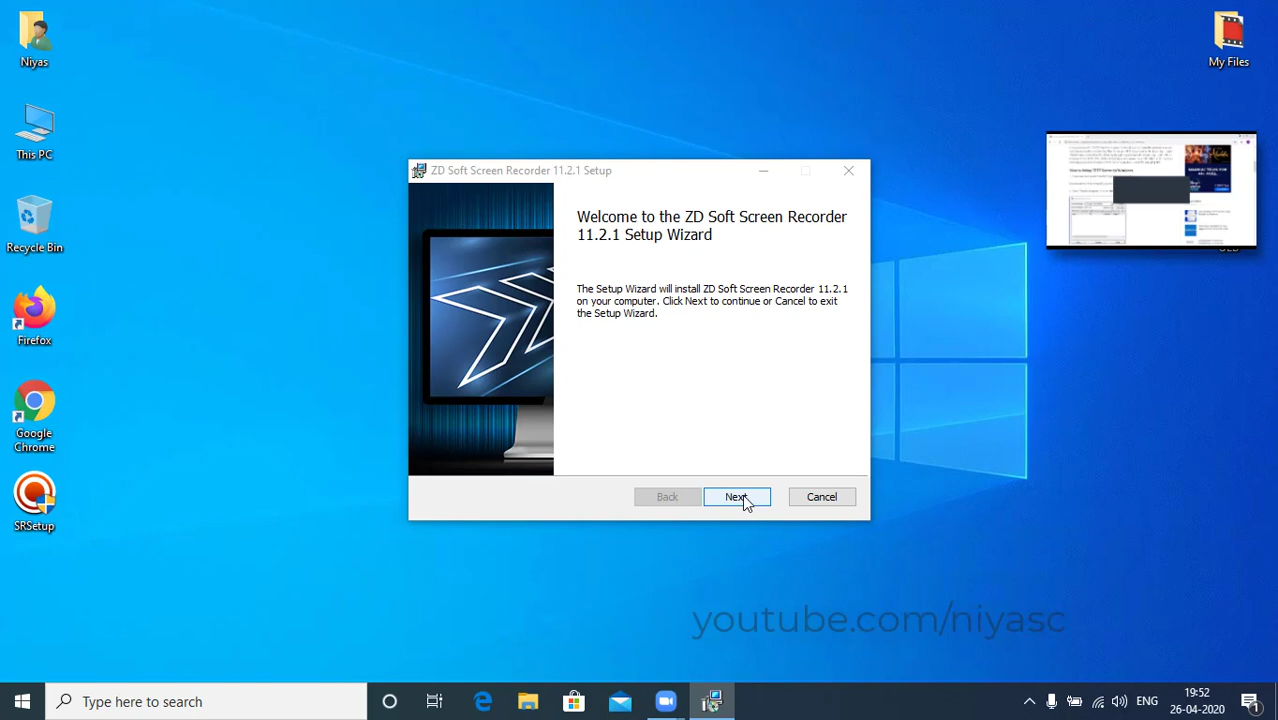 Niyas
My Files
This PC
Recycle Bin
Firefox
Google
Chrome
SRSetup
ZD Soft Screen Recorder 11.2.1 Setup
Welcome to the ZD Soft Screen Recorder
11.2.1 Setup Wizard
The Setup Wizard will install ZD Soft Screen Recorder 11.2.1
on your computer. Click Next to continue or Cancel to exit
the Setup Wizard.
Back
Next
Cancel
youtube.com/niyasc
Type here to search
ENG
19:52
26-04-2020
1